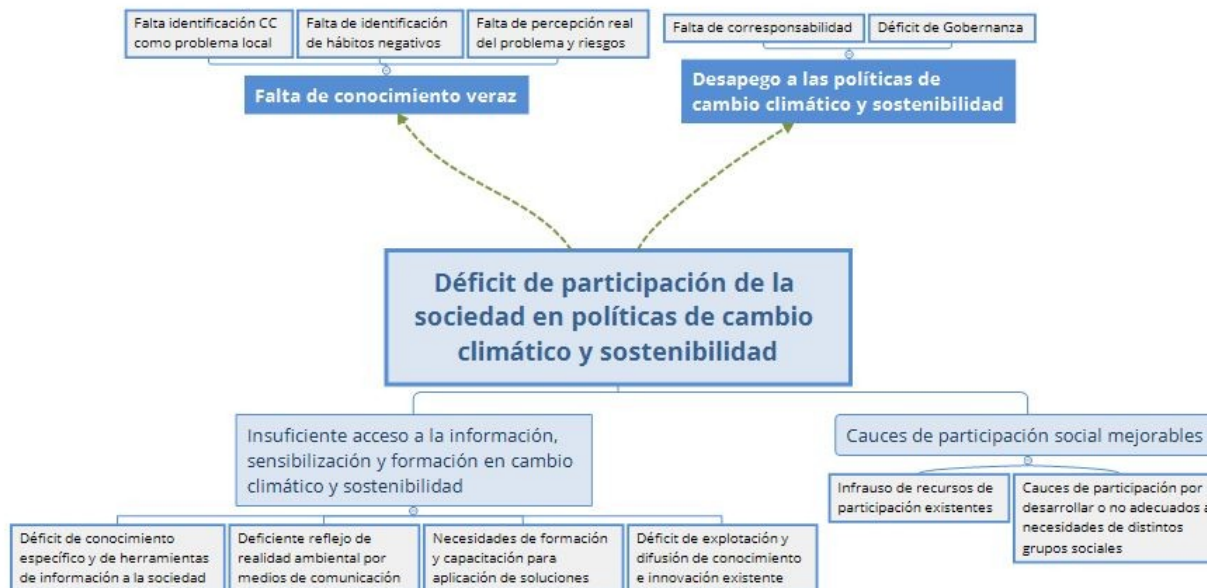 Falta identificación CC
como problema local
Falta de identificación
de hábitos negativos
Falta de percepción real
del problema y riesgos
Falta de corresponsabilidad
Déficit de Gobernanza
Falta de conocimiento veraz
Desapego a las políticas de
cambio climático y sostenibilidad
Déficit de participación de la
sociedad en políticas de cambio
climático y sostenibilidad
Insuficiente acceso a la información,
sensibilización y formación en cambio
climático y sostenibilidad
Cauces de participación social mejorables
Déficit de conocimiento
específico y de herramientas
de información a la sociedad
Deficiente reflejo de
realidad ambiental por
medios de comunicación
Necesidades de formación
y capacitación para
aplicación de soluciones
Déficit de explotación y
difusión de conocimiento
e innovación existente
Infrauso de recursos de
participación existentes
Cauces de participación por
desarrollar o no adecuados a
necesidades de distintos
grupos sociales